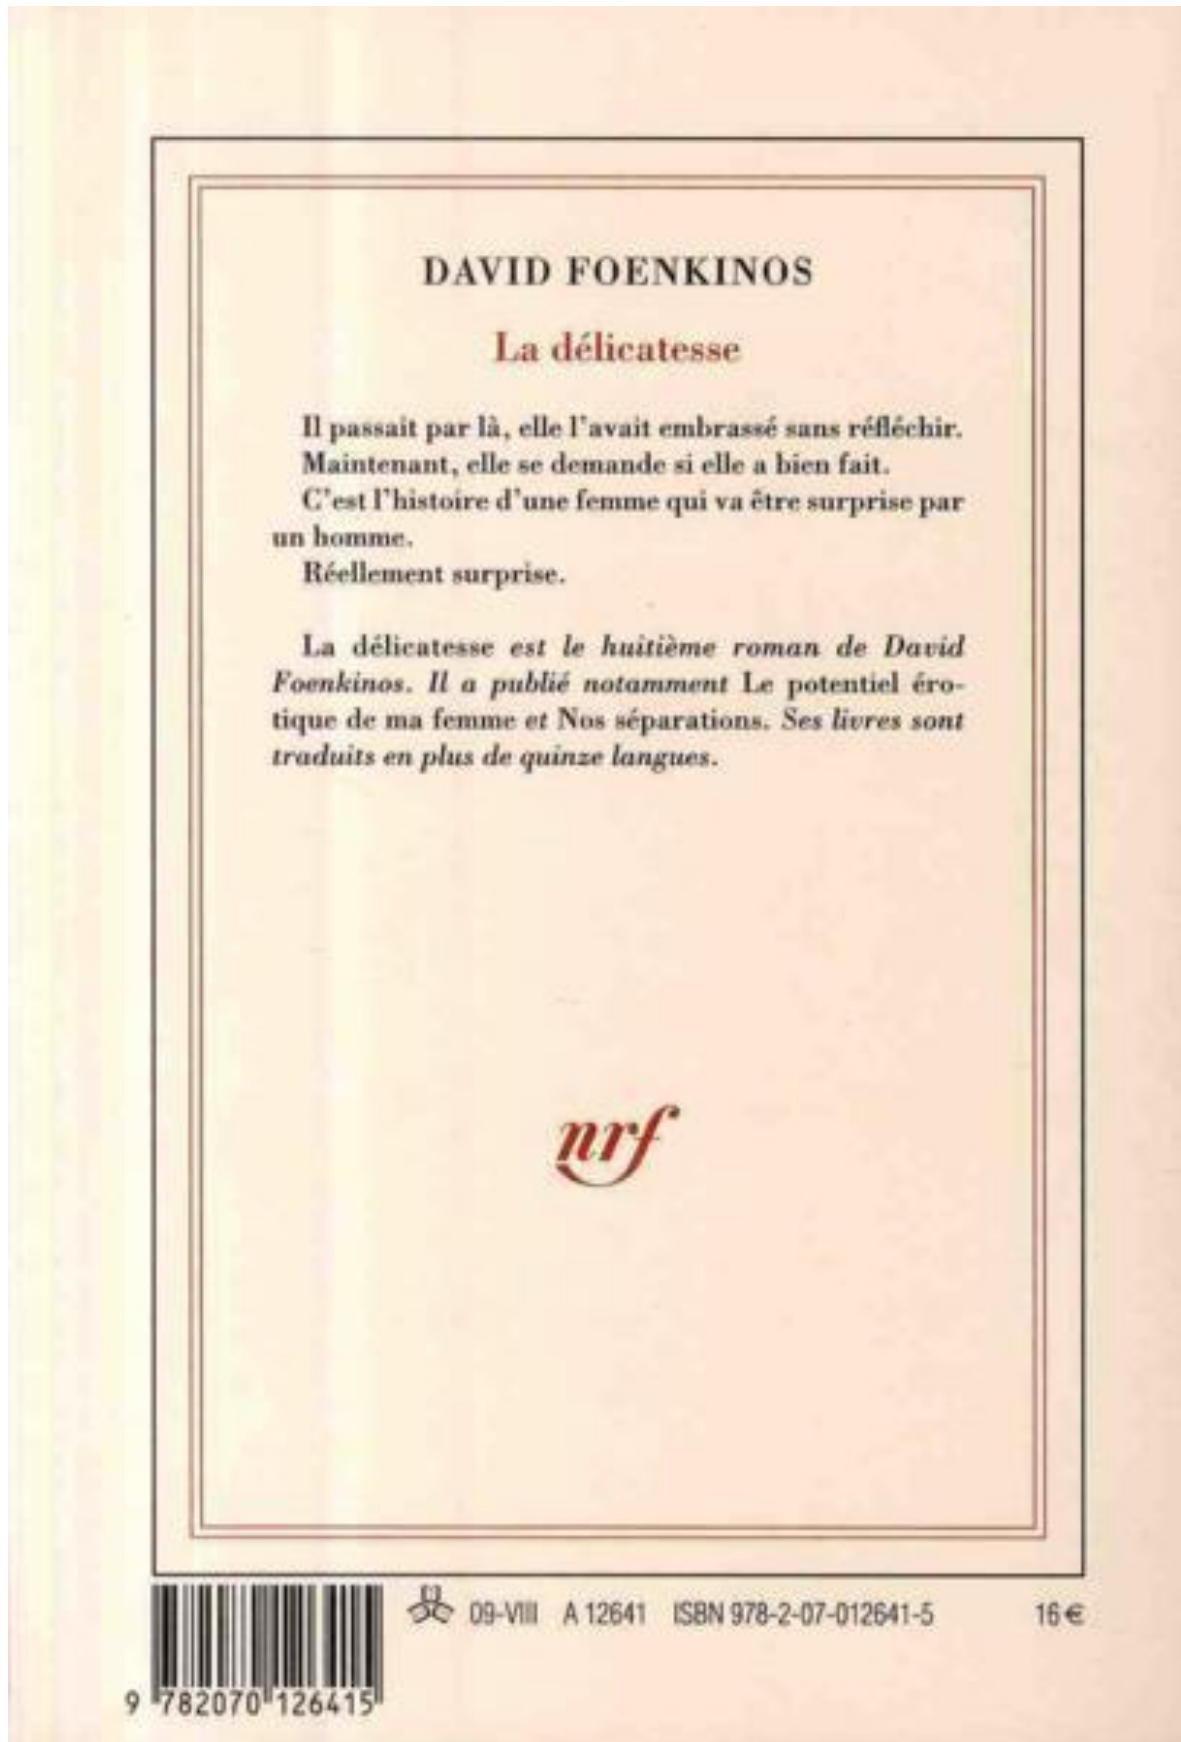 DAVID FOENKINOS
La délicatesse
Il passait par là, elle l'avait embrassé sans réfléchir.
Maintenant, elle se demande si elle a bien fait.
C'est l'histoire d'une femme qui va être surprise par
un homme.
Réellement surprise.
La délicatesse est le huitième roman de David
Foenkinos. Il a publié notamment Le potentiel éro-
tique de ma femme et Nos séparations. Ses livres sont
traduits en plus de quinze langues.
nrf
09-VIII A 12641 ISBN 978-2-07-012641-5 16 €
9 782070 126415